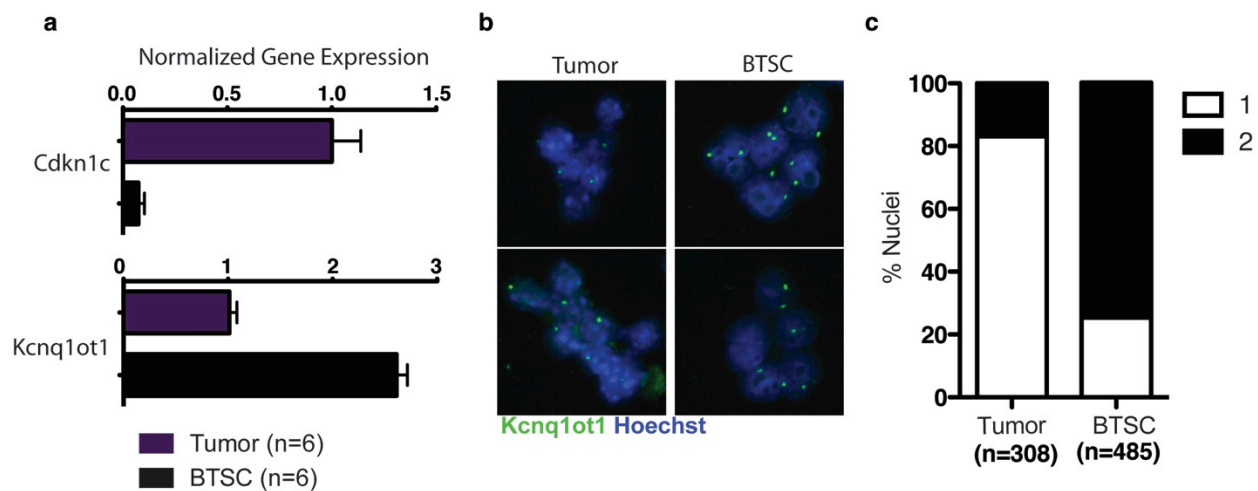 a
Normalized Gene Expression
0.0 0.5 1.0 1.5
Cdkn1c
0 1 2 3
Kcnq1ot1
Tumor (n=6)
BTSC (n=6)
b
Tumor BTSC
Kcnq1ot1 Hoechst
c
100
80
60
40
20
0
% Nuclei
Tumor BTSC
(n=308) (n=485)
1
2